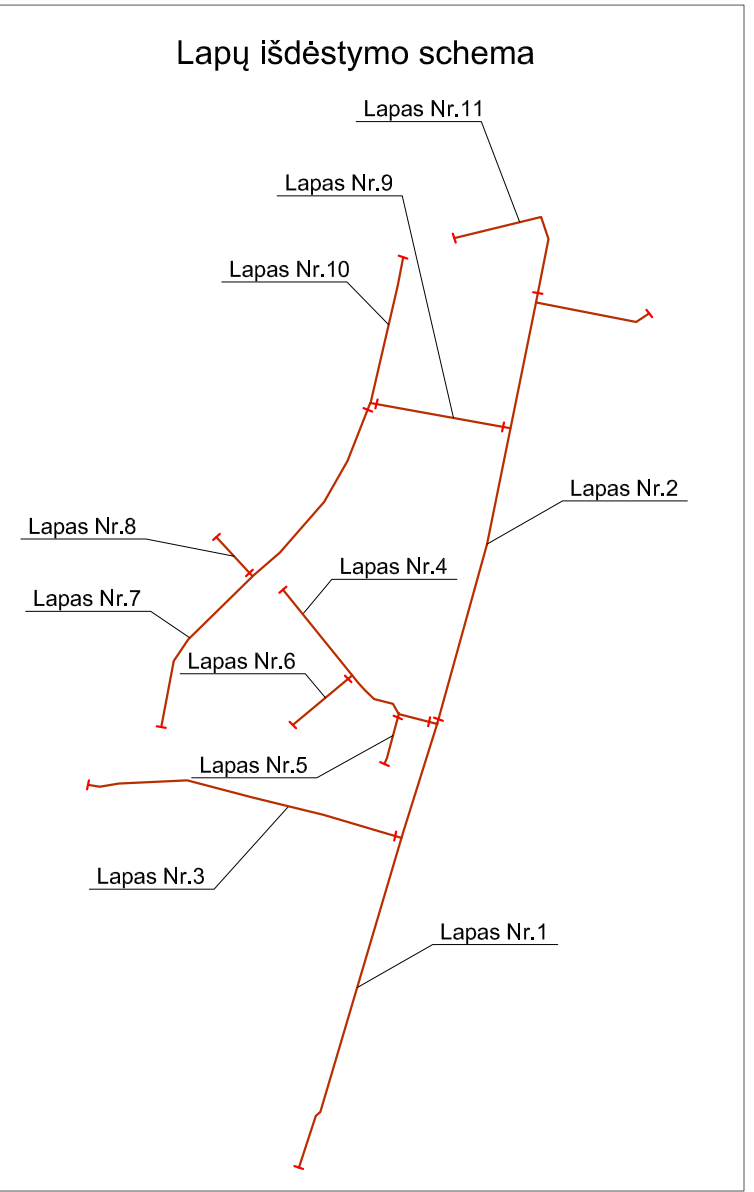 Lapų išdėstymo schema
Lapas Nr.11
Lapas Nr.9
Lapas Nr.10
Lapas Nr.2
Lapas Nr.8
Lapas Nr.4
Lapas Nr.7
Lapas Nr.6
Lapas Nr.5
Lapas Nr.3
Lapas Nr.1